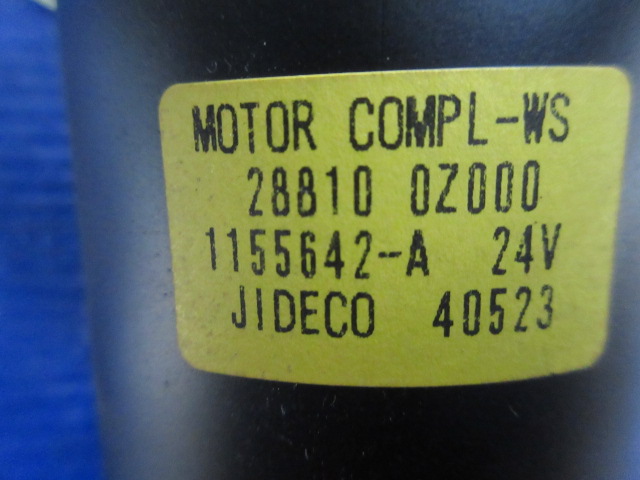 MOTOR COMPL-WS
28810 0Z000
1155642-A 24V
JIDECO 40523